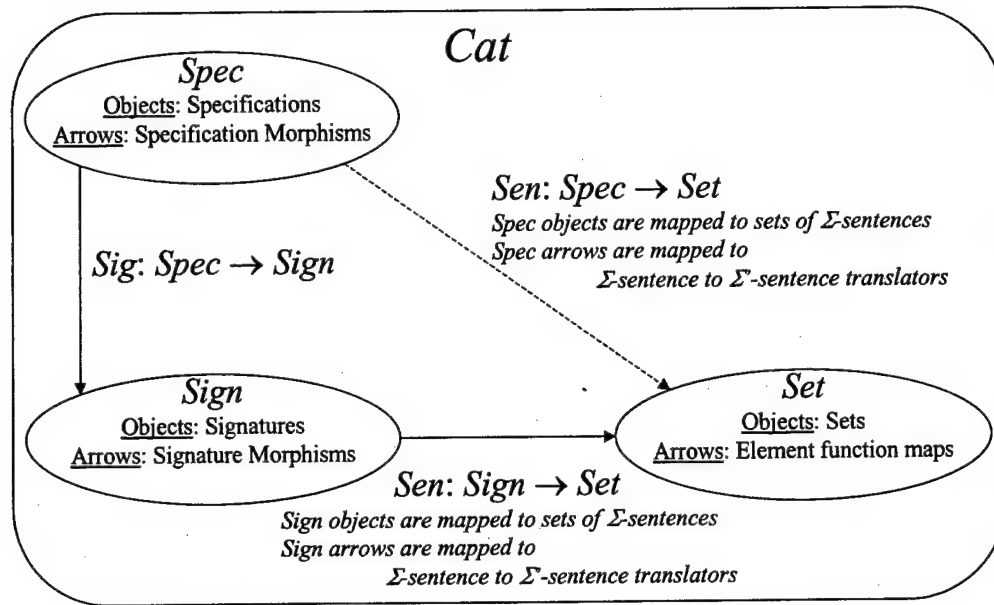 Cat
Spec
Objects: Specifications
Arrows: Specification Morphisms
Sen: Spec → Set
Spec objects are mapped to sets of Σ-sentences
Spec arrows are mapped to
Σ-sentence to Σ'-sentence translators
Sig: Spec → Sign
Sign
Objects: Signatures
Arrows: Signature Morphisms
Set
Objects: Sets
Arrows: Element function maps
Sen: Sign → Set
Sign objects are mapped to sets of Σ-sentences
Sign arrows are mapped to
Σ-sentence to Σ'-sentence translators